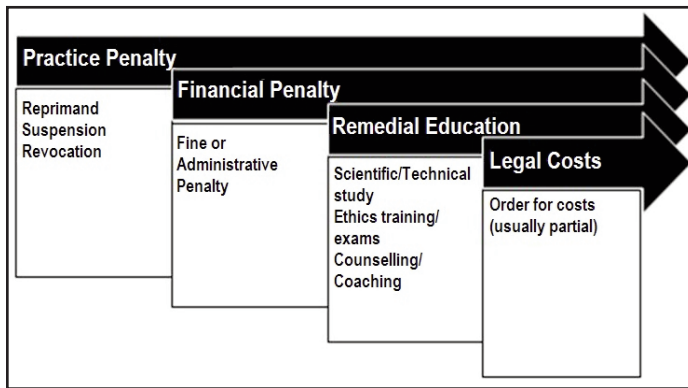 Practice Penalty
Reprimand
Suspension
Revocation
Financial Penalty
Fine or
Administrative
Penalty
Remedial Education
Scientific/Technical
study
Ethics training/
exams
Counselling/
Coaching
Legal Costs
Order for costs
(usually partial)